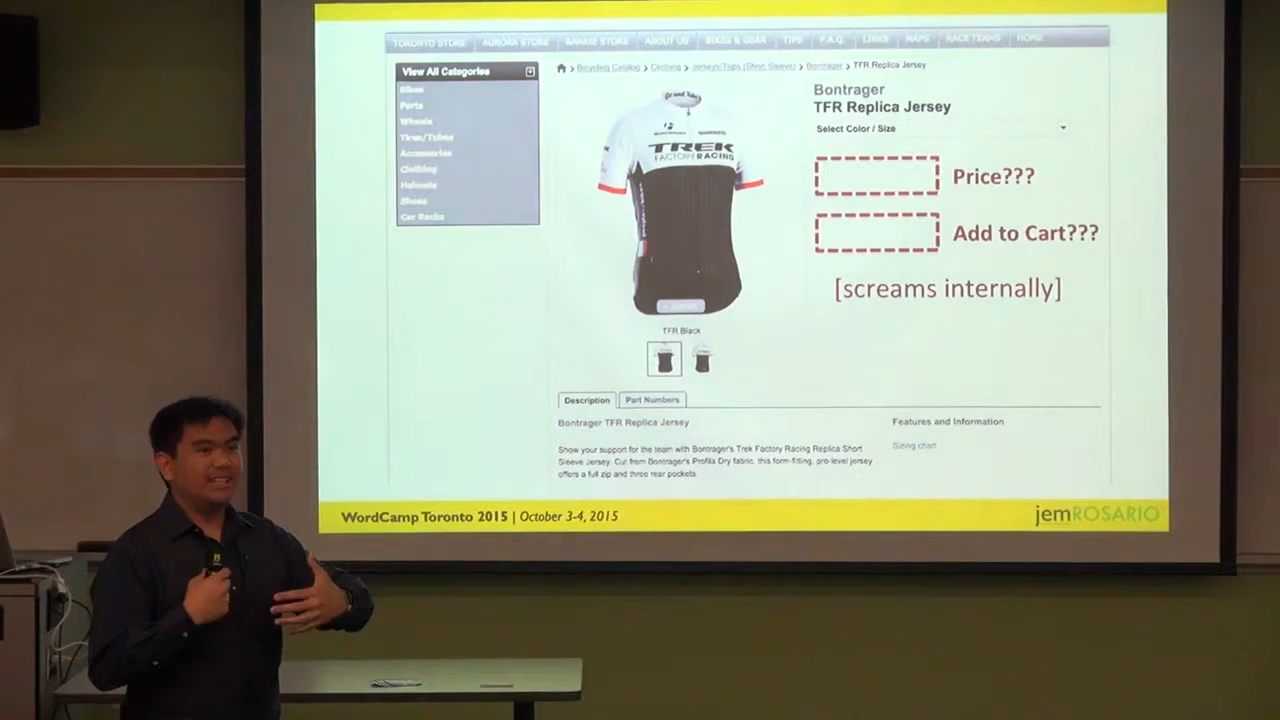 TORONTO STORE AURORA STORE BARRIE STORE ABOUT US BIKES & GEAR TIPS F.A.Q. LINKS MAPS RACE TEAMS HOME
View All Categories
Bikes
Parts
Wheels
Tires/Tubes
Accessories
Clothing
Helmets
Shoes
Car Racks
Bicycling Catalog > Clothing > Jerseys/Tops (Short Sleeve) > Bontrager > TFR Replica Jersey
TREK
FACTORY RACING
TFR Black
Bontrager
TFR Replica Jersey
Select Color / Size
Price???
Add to Cart???
[screams internally]
Description Part Numbers
Bontrager TFR Replica Jersey
Show your support for the team with Bontrager's Trek Factory Racing Replica Short
Sleeve Jersey. Cut from Bontrager's Profila Dry fabric, this form-fitting, pro-level jersey
offers a full zip and three rear pockets.
Features and Information
Sizing chart
WordCamp Toronto 2015 | October 3-4, 2015
jemROSARIO